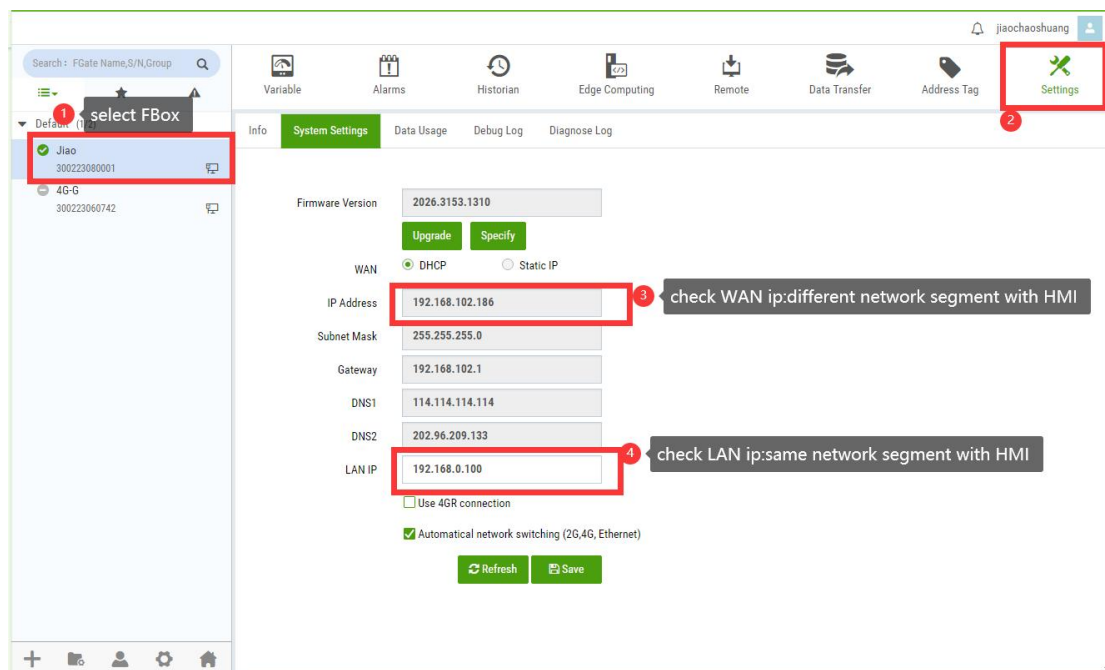 jiaochaoshuang
Search: FGate Name,S/N,Group
Variable
Alarms
Historian
Edge Computing
Remote
Data Transfer
Address Tag
Settings
1 select FBox
2
Default (1/2)
Jiao
300223080001
4G-G
300223060742
Info
System Settings
Data Usage
Debug Log
Diagnose Log
Firmware Version 2026.3153.1310
Upgrade Specify
WAN DHCP Static IP
IP Address 192.168.102.186
3 check WAN ip:different network segment with HMI
Subnet Mask 255.255.255.0
Gateway 192.168.102.1
DNS1 114.114.114.114
DNS2 202.96.209.133
LAN IP 192.168.0.100
4 check LAN ip:same network segment with HMI
Use 4GR connection
Automatical network switching (2G,4G, Ethernet)
Refresh Save